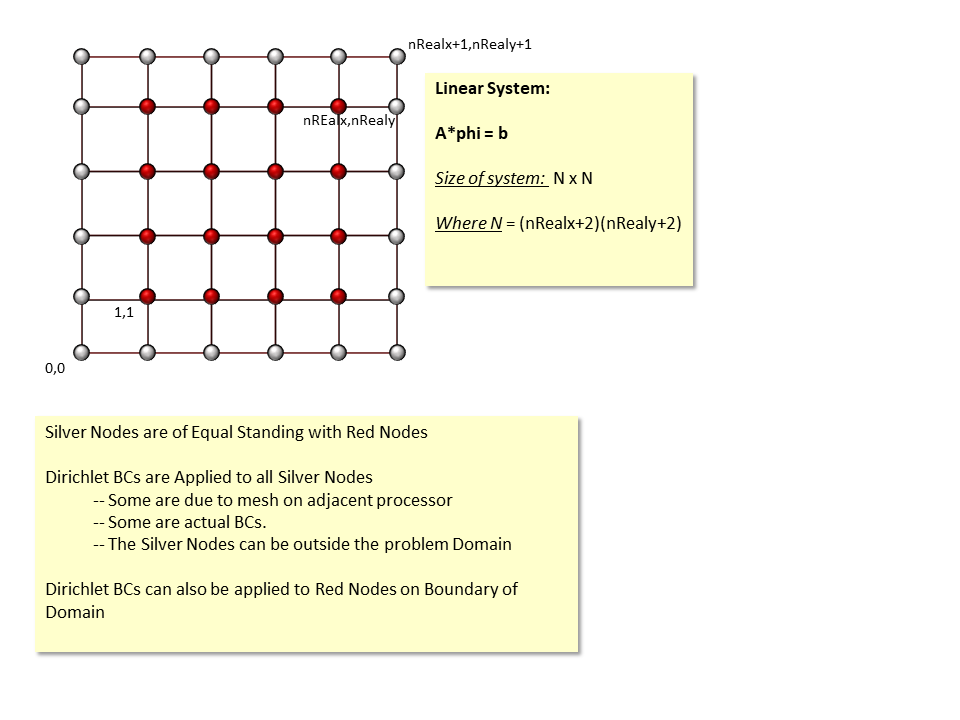 nRealx+1,nRealy+1
nREalx,nRealy
1,1
0,0
Linear System:
A*phi = b
Size of system: N x N
Where N = (nRealx+2)(nRealy+2)
Silver Nodes are of Equal Standing with Red Nodes
Dirichlet BCs are Applied to all Silver Nodes
-- Some are due to mesh on adjacent processor
-- Some are actual BCs.
-- The Silver Nodes can be outside the problem Domain
Dirichlet BCs can also be applied to Red Nodes on Boundary of
Domain